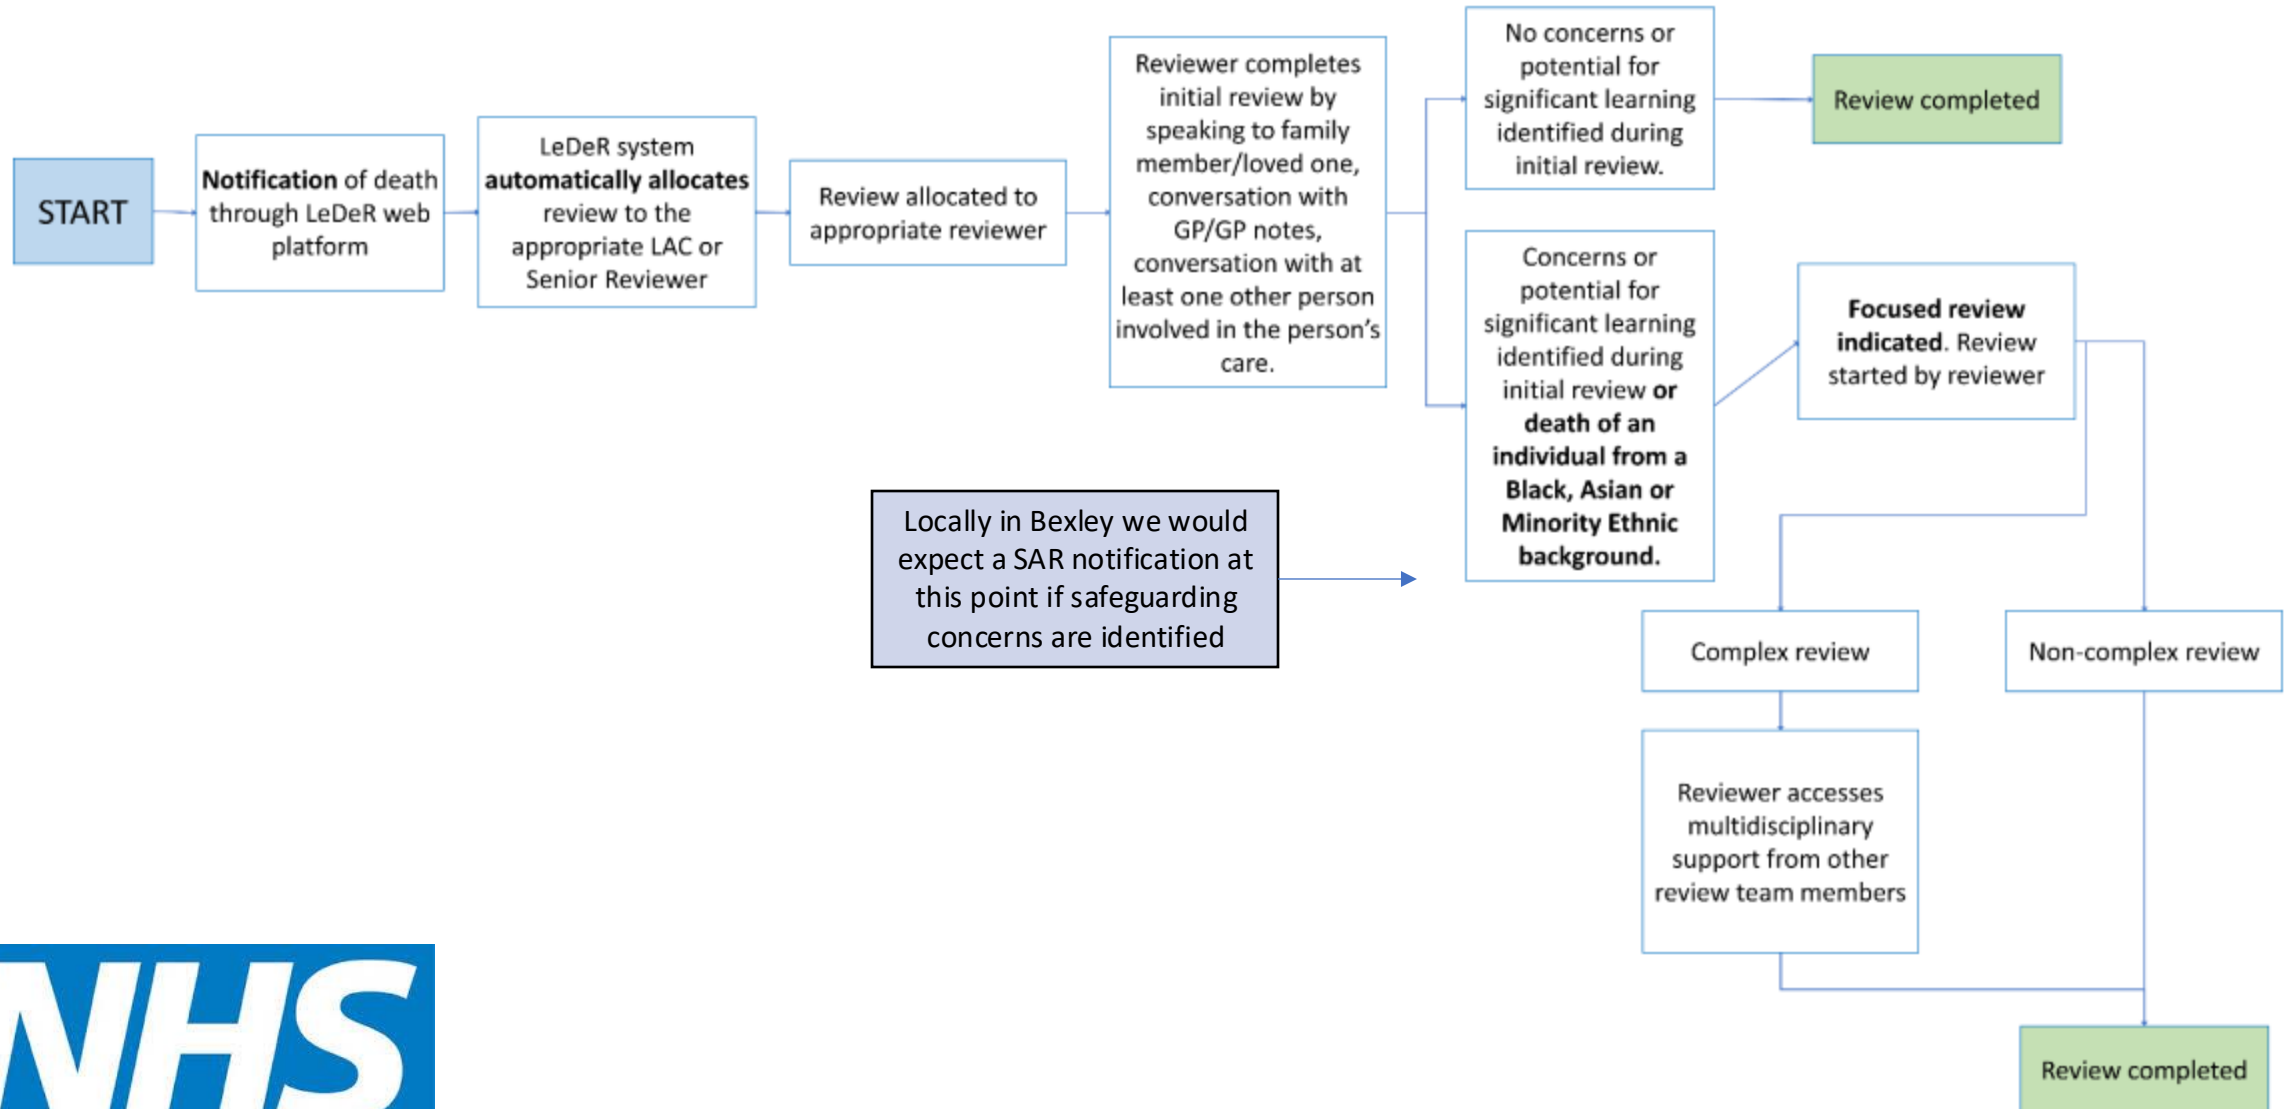 START
Notification of death
through LeDeR web
platform
LeDeR system
automatically allocates
review to the
appropriate LAC or
Senior Reviewer
Review allocated to
appropriate reviewer
Reviewer completes
initial review by
speaking to family
member/loved one,
conversation with
GP/GP notes,
conversation with at
least one other person
involved in the person's
care.
No concerns or
potential for
significant learning
identified during
initial review.
Review completed
Concerns or
potential for
significant learning
identified during
initial review or
death of an
individual from a
Black, Asian or
Minority Ethnic
background.
Focused review
indicated. Review
started by reviewer
Locally in Bexley we would
expect a SAR notification at
this point if safeguarding
concerns are identified
Complex review
Non-complex review
Reviewer accesses
multidisciplinary
support from other
review team members
Review completed
NHS